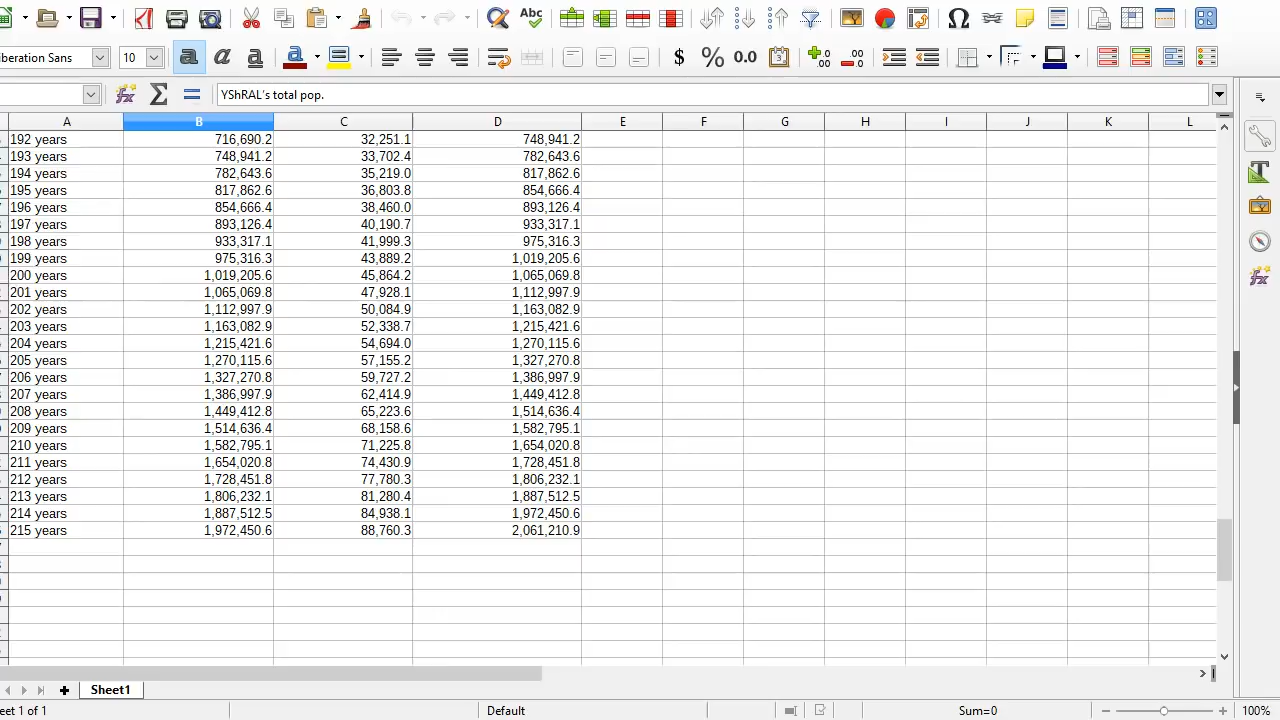 iberation Sans 10 a a a a $ % 0.0
YShRAL's total pop.
A B C D E F G H I J K L
192 years 716,690.2 32,251.1 748,941.2
193 years 748,941.2 33,702.4 782,643.6
194 years 782,643.6 35,219.0 817,862.6
195 years 817,862.6 36,803.8 854,666.4
196 years 854,666.4 38,460.0 893,126.4
197 years 893,126.4 40,190.7 933,317.1
198 years 933,317.1 41,999.3 975,316.3
199 years 975,316.3 43,889.2 1,019,205.6
200 years 1,019,205.6 45,864.2 1,065,069.8
201 years 1,065,069.8 47,928.1 1,112,997.9
202 years 1,112,997.9 50,084.9 1,163,082.9
203 years 1,163,082.9 52,338.7 1,215,421.6
204 years 1,215,421.6 54,694.0 1,270,115.6
205 years 1,270,115.6 57,155.2 1,327,270.8
206 years 1,327,270.8 59,727.2 1,386,997.9
207 years 1,386,997.9 62,414.9 1,449,412.8
208 years 1,449,412.8 65,223.6 1,514,636.4
209 years 1,514,636.4 68,158.6 1,582,795.1
210 years 1,582,795.1 71,225.8 1,654,020.8
211 years 1,654,020.8 74,430.9 1,728,451.8
212 years 1,728,451.8 77,780.3 1,806,232.1
213 years 1,806,232.1 81,280.4 1,887,512.5
214 years 1,887,512.5 84,938.1 1,972,450.6
215 years 1,972,450.6 88,760.3 2,061,210.9
Sheet1
eet 1 of 1 Default Sum=0 100%